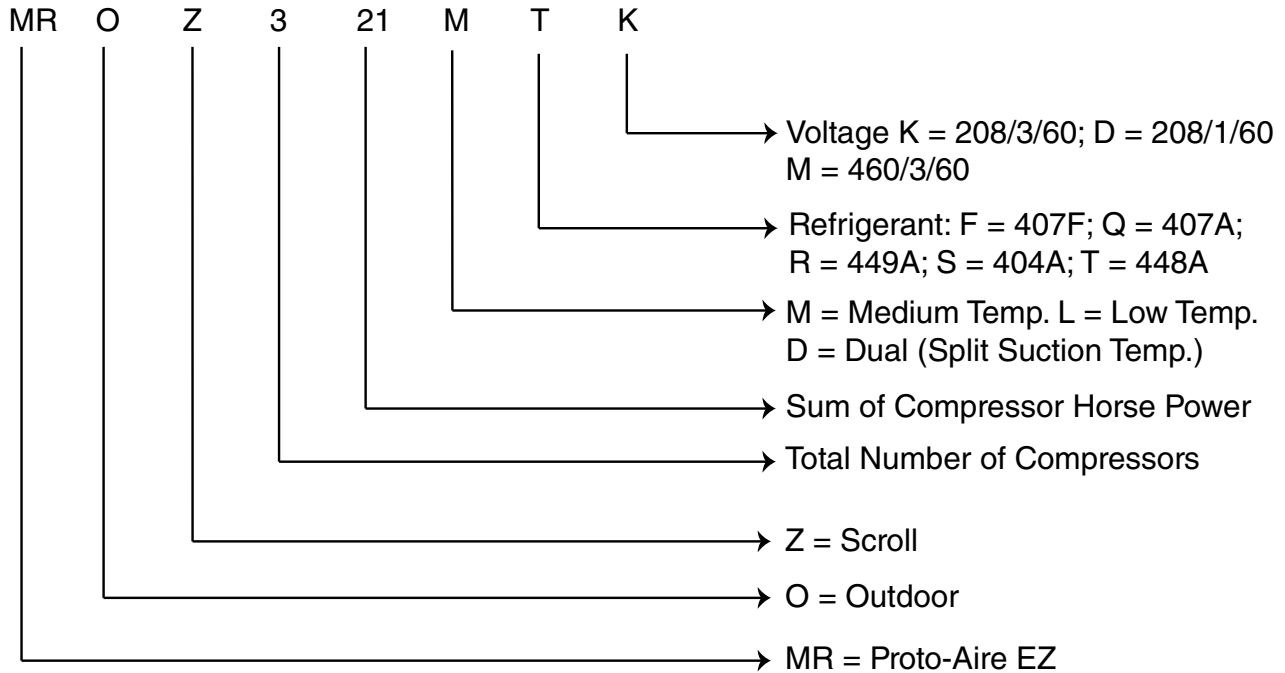 MR O Z 3 21 M T K
Voltage K = 208/3/60; D = 208/1/60
M = 460/3/60
Refrigerant: F = 407F; Q = 407A;
R = 449A; S = 404A; T = 448A
M = Medium Temp. L = Low Temp.
D = Dual (Split Suction Temp.)
Sum of Compressor Horse Power
Total Number of Compressors
Z = Scroll
O = Outdoor
MR = Proto-Aire EZ